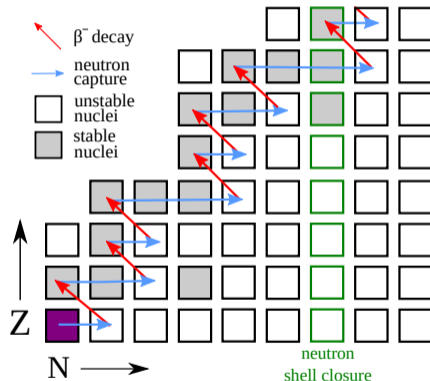 β⁻ decay
neutron
capture
unstable
nuclei
stable
nuclei
Z
N
neutron
shell closure